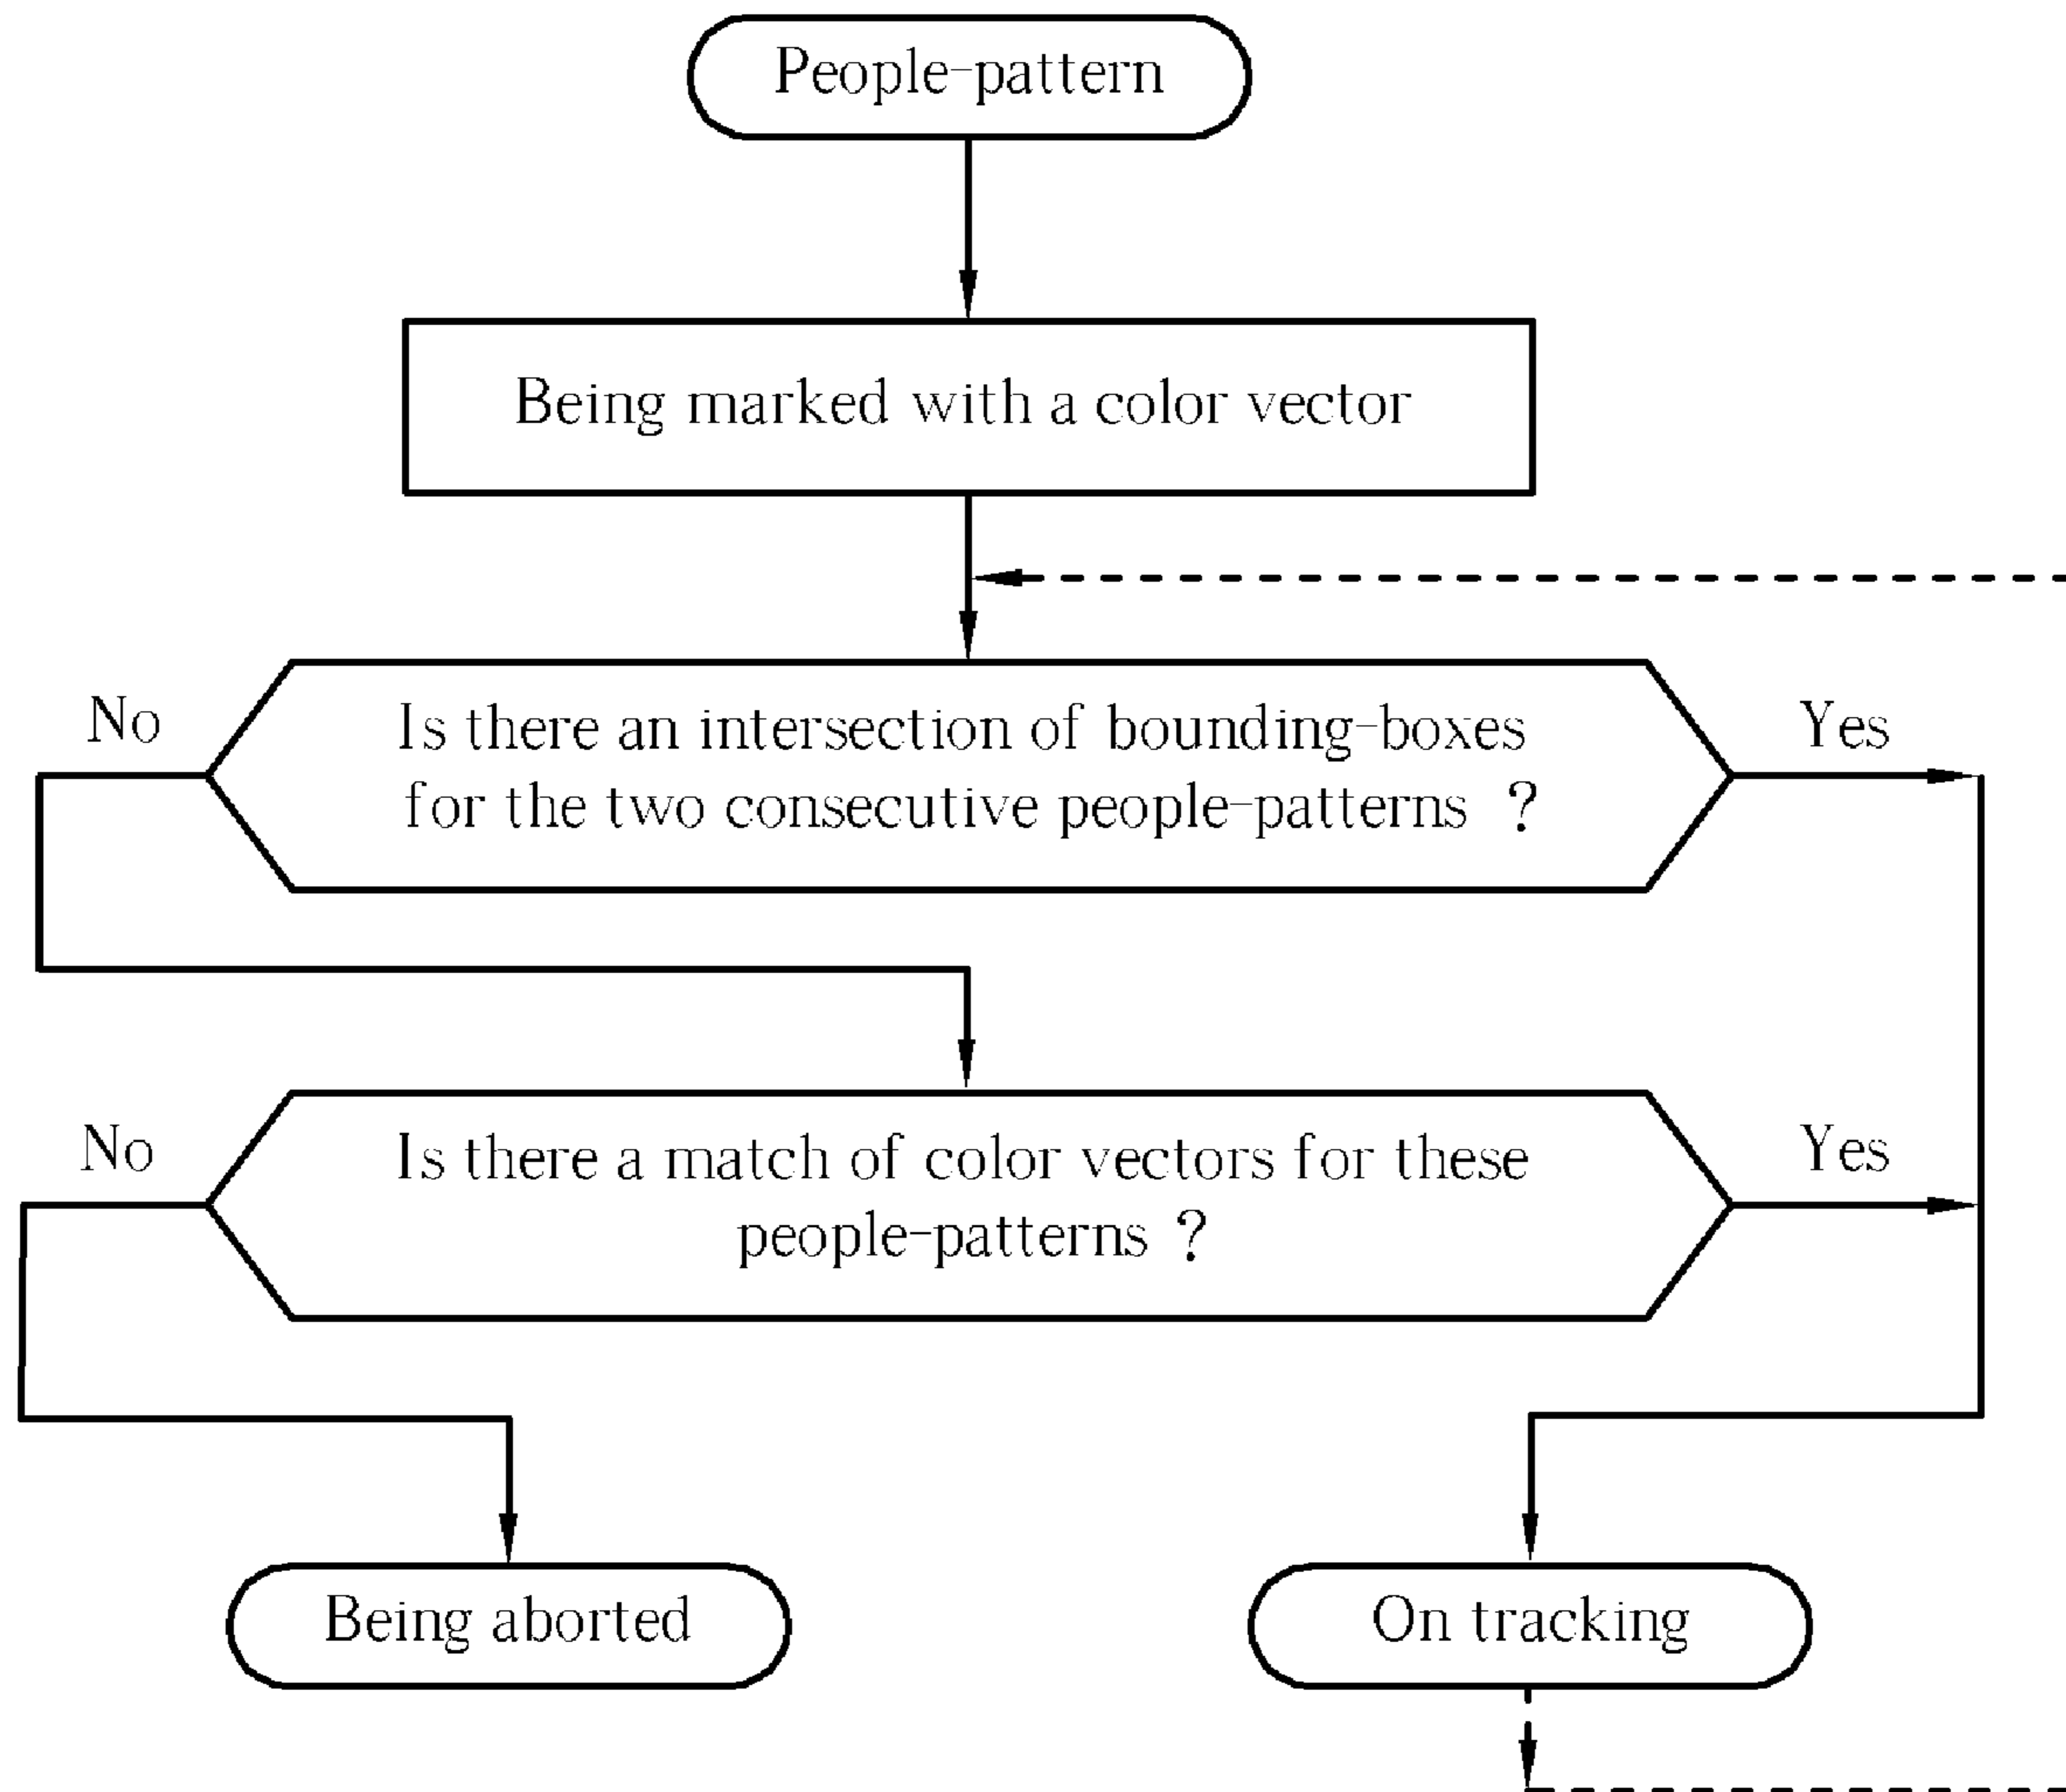 People-pattern
Being marked with a color vector
No
Is there an intersection of bounding-boxes
for the two consecutive people-patterns ?
Yes
No
Is there a match of color vectors for these
people-patterns ?
Yes
Being aborted
On tracking